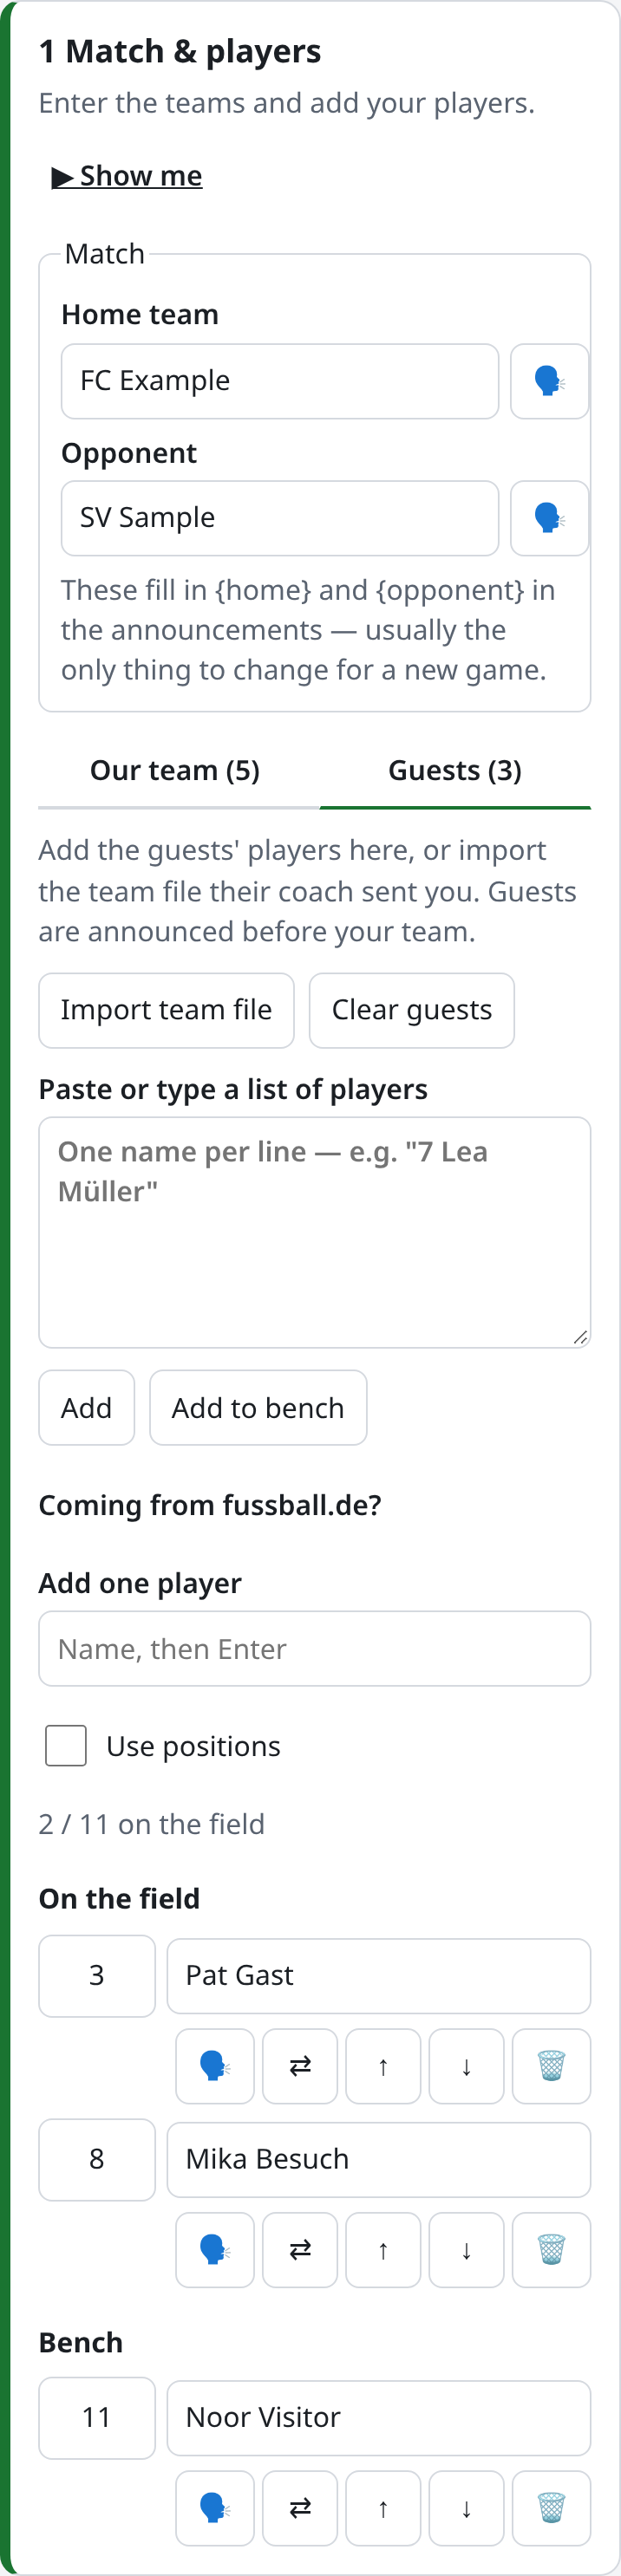 1 Match & players
Enter the teams and add your players.
▶ Show me
Match
Home team
FC Example
Opponent
SV Sample
These fill in {home} and {opponent} in
the announcements — usually the
only thing to change for a new game.
Our team (5)
Guests (3)
Add the guests' players here, or import
the team file their coach sent you. Guests
are announced before your team.
Import team file
Clear guests
Paste or type a list of players
One name per line — e.g. "7 Lea
Müller"
Add
Add to bench
Coming from fussball.de?
Add one player
Name, then Enter
Use positions
2 / 11 on the field
On the field
3
Pat Gast
8
Mika Besuch
Bench
11
Noor Visitor